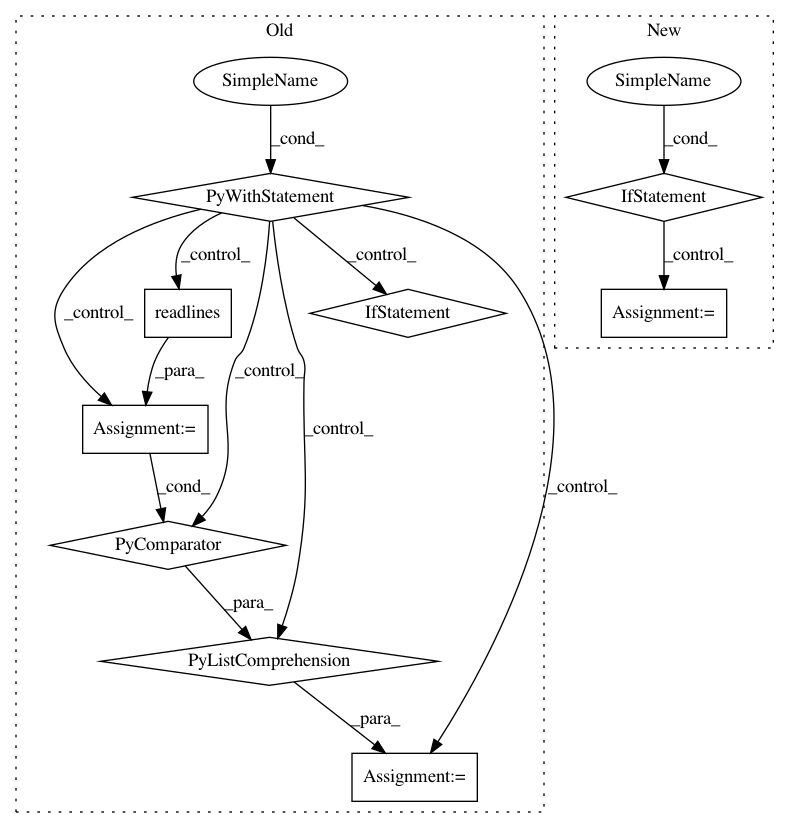 Old
New
SimpleName
SimpleName
_cond_
_cond_
PyWithStatement
IfStatement
_control_
_control_
_control_
readlines
IfStatement
Assignment:=
_control_
_para_
_control_
Assignment:=
_control_
_cond_
_control_
PyComparator
_para_
PyListComprehension
_para_
Assignment:=